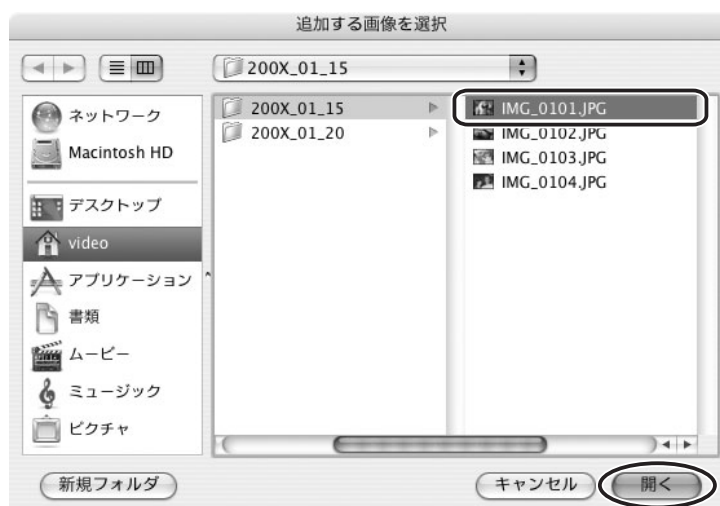 追加する画像を選択
200X_01_15
ネットワーク
Macintosh HD
デスクトップ
video
アプリケーション
書類
ムービー
ミュージック
ピクチャ
200X_01_15
200X_01_20
IMG_0101.JPG
IMG_0102.JPG
IMG_0103.JPG
IMG_0104.JPG
新規フォルダ
キャンセル
開く